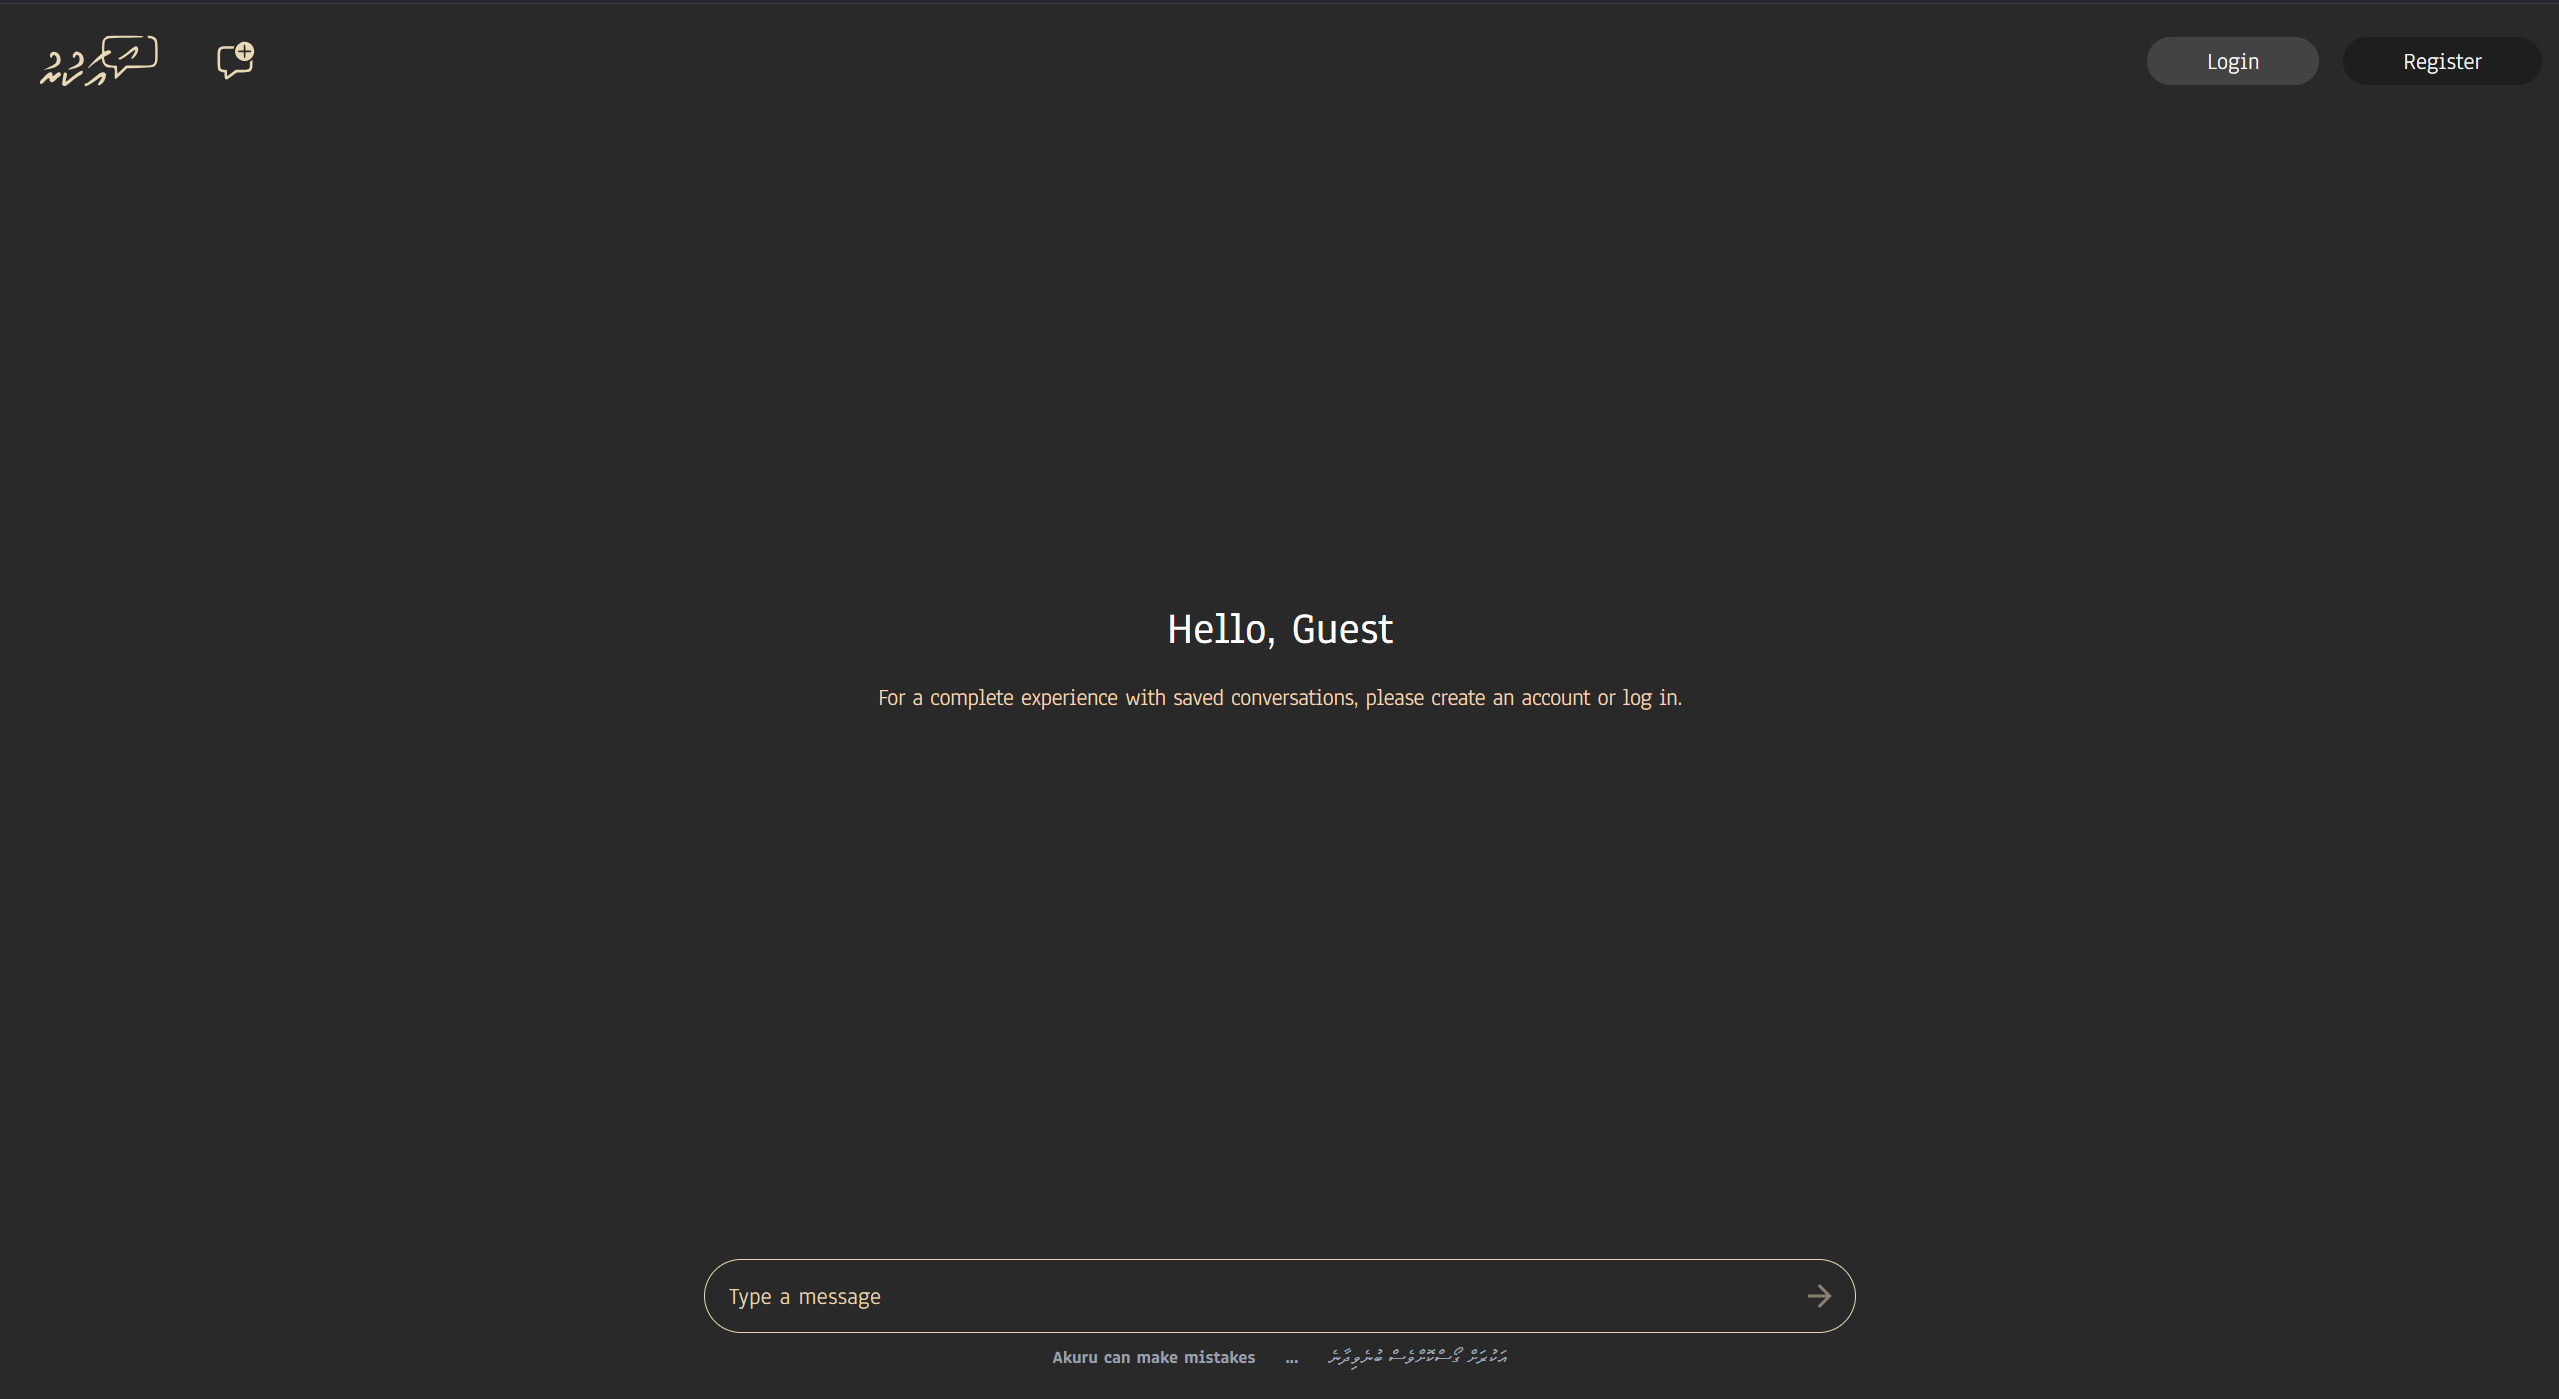 އަކުރު
Login
Register
Hello, Guest
For a complete experience with saved conversations, please create an account or log in.
Type a message
Akuru can make mistakes ... އަކުރަށް ގޯސްކޮށްވެސް ބުނެވިދާނެ